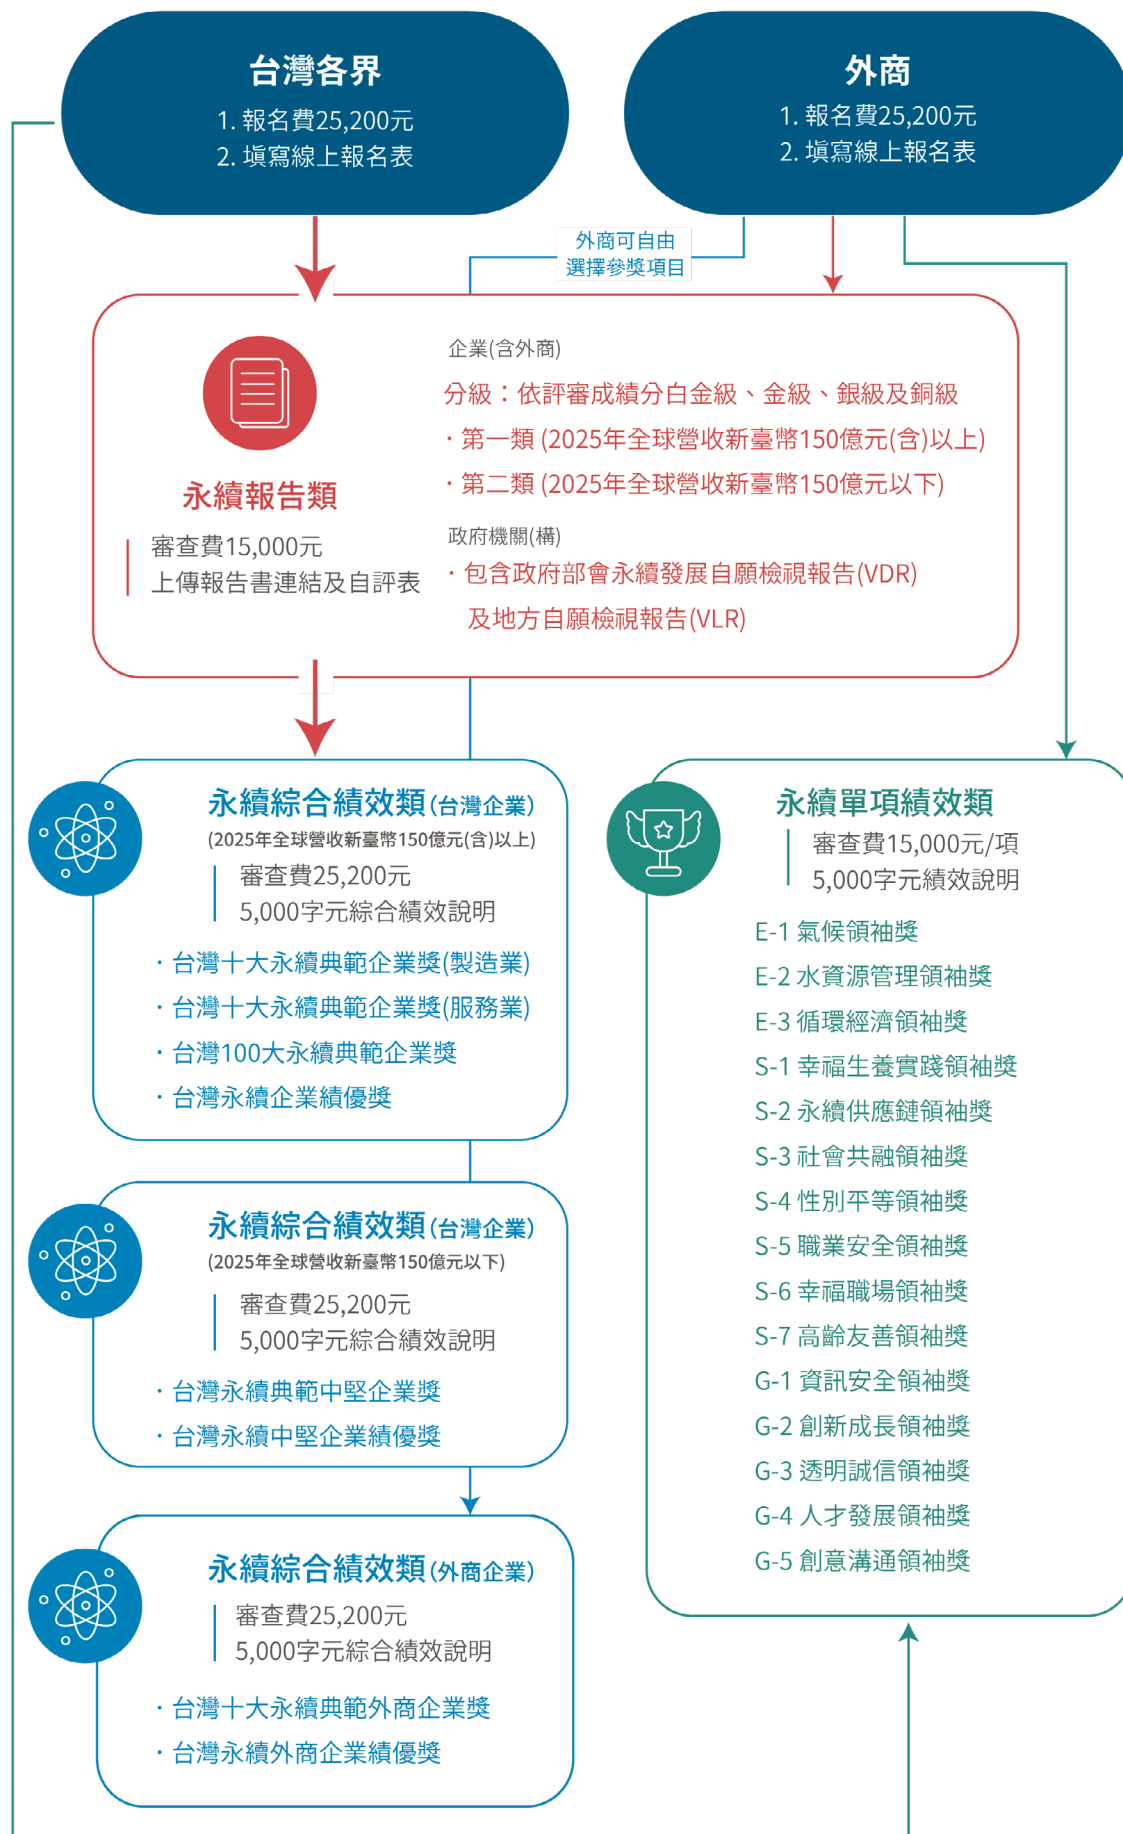 台灣各界
1. 報名費25,200元
2. 填寫線上報名表
外商
1. 報名費25,200元
2. 填寫線上報名表
外商可自由
選擇參獎項目
永續報告類
審查費15,000元
上傳報告書連結及自評表
企業(含外商)
分級：依評審成績分白金級、金級、銀級及銅級
・第一類 (2025年全球營收新臺幣150億元(含)以上)
・第二類 (2025年全球營收新臺幣150億元以下)
政府機關(構)
・包含政府部會永續發展自願檢視報告(VDR)
及地方自願檢視報告(VLR)
永續綜合績效類(台灣企業)
(2025年全球營收新臺幣150億元(含)以上)
審查費25,200元
5,000字元綜合績效說明
・台灣十大永續典範企業獎(製造業)
・台灣十大永續典範企業獎(服務業)
・台灣100大永續典範企業獎
・台灣永續企業績優獎
永續綜合績效類(台灣企業)
(2025年全球營收新臺幣150億元以下)
審查費25,200元
5,000字元綜合績效說明
・台灣永續典範中堅企業獎
・台灣永續中堅企業績優獎
永續綜合績效類(外商企業)
審查費25,200元
5,000字元綜合績效說明
・台灣十大永續典範外商企業獎
・台灣永續外商企業績優獎
永續單項績效類
審查費15,000元/項
5,000字元績效說明
E-1 氣候領袖獎
E-2 水資源管理領袖獎
E-3 循環經濟領袖獎
S-1 幸福生養實踐領袖獎
S-2 永續供應鏈領袖獎
S-3 社會共融領袖獎
S-4 性別平等領袖獎
S-5 職業安全領袖獎
S-6 幸福職場領袖獎
S-7 高齡友善領袖獎
G-1 資訊安全領袖獎
G-2 創新成長領袖獎
G-3 透明誠信領袖獎
G-4 人才發展領袖獎
G-5 創意溝通領袖獎